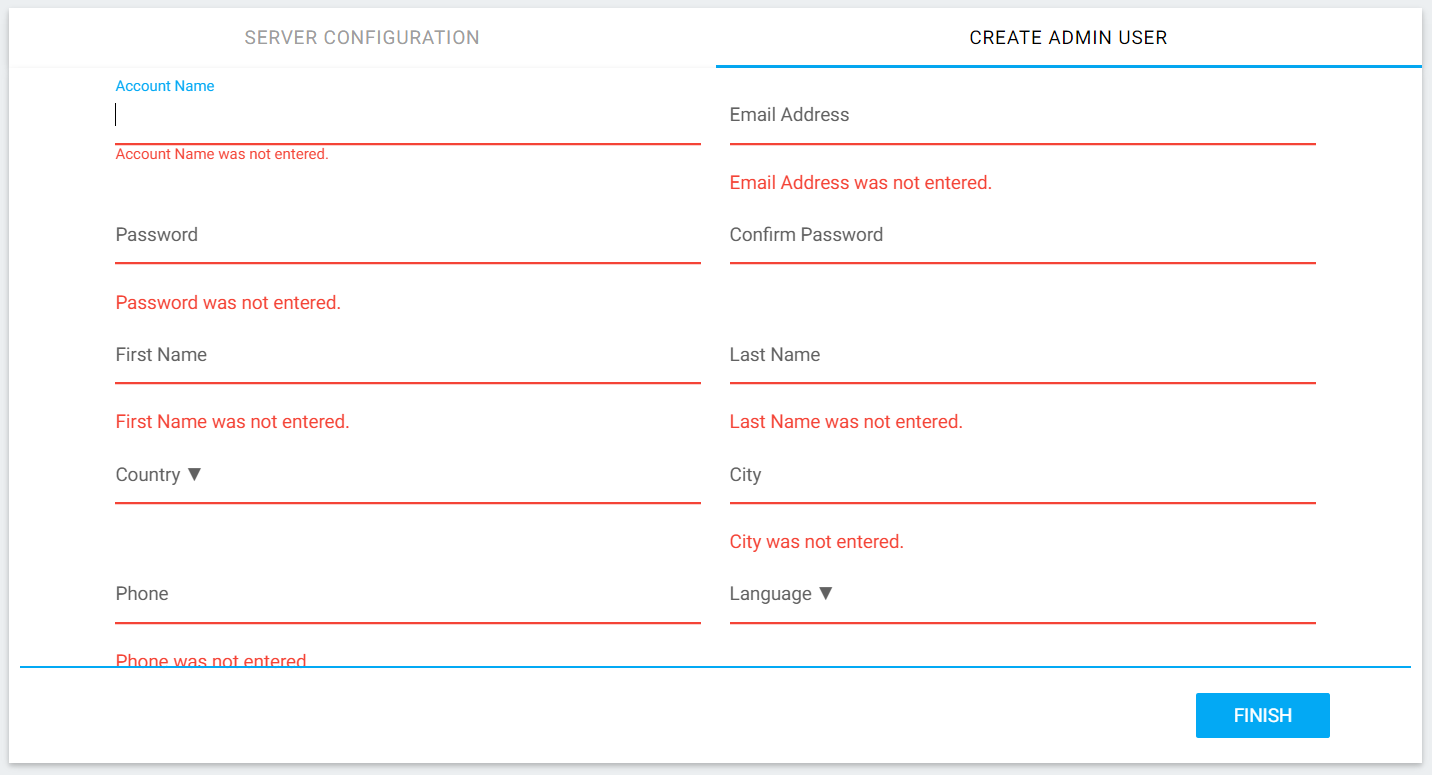 SERVER CONFIGURATION
CREATE ADMIN USER
Account Name
Email Address
Account Name was not entered.
Email Address was not entered.
Password
Confirm Password
Password was not entered.
First Name
Last Name
First Name was not entered.
Last Name was not entered.
Country ▼
City
City was not entered.
Phone
Language ▼
Phone was not entered
FINISH